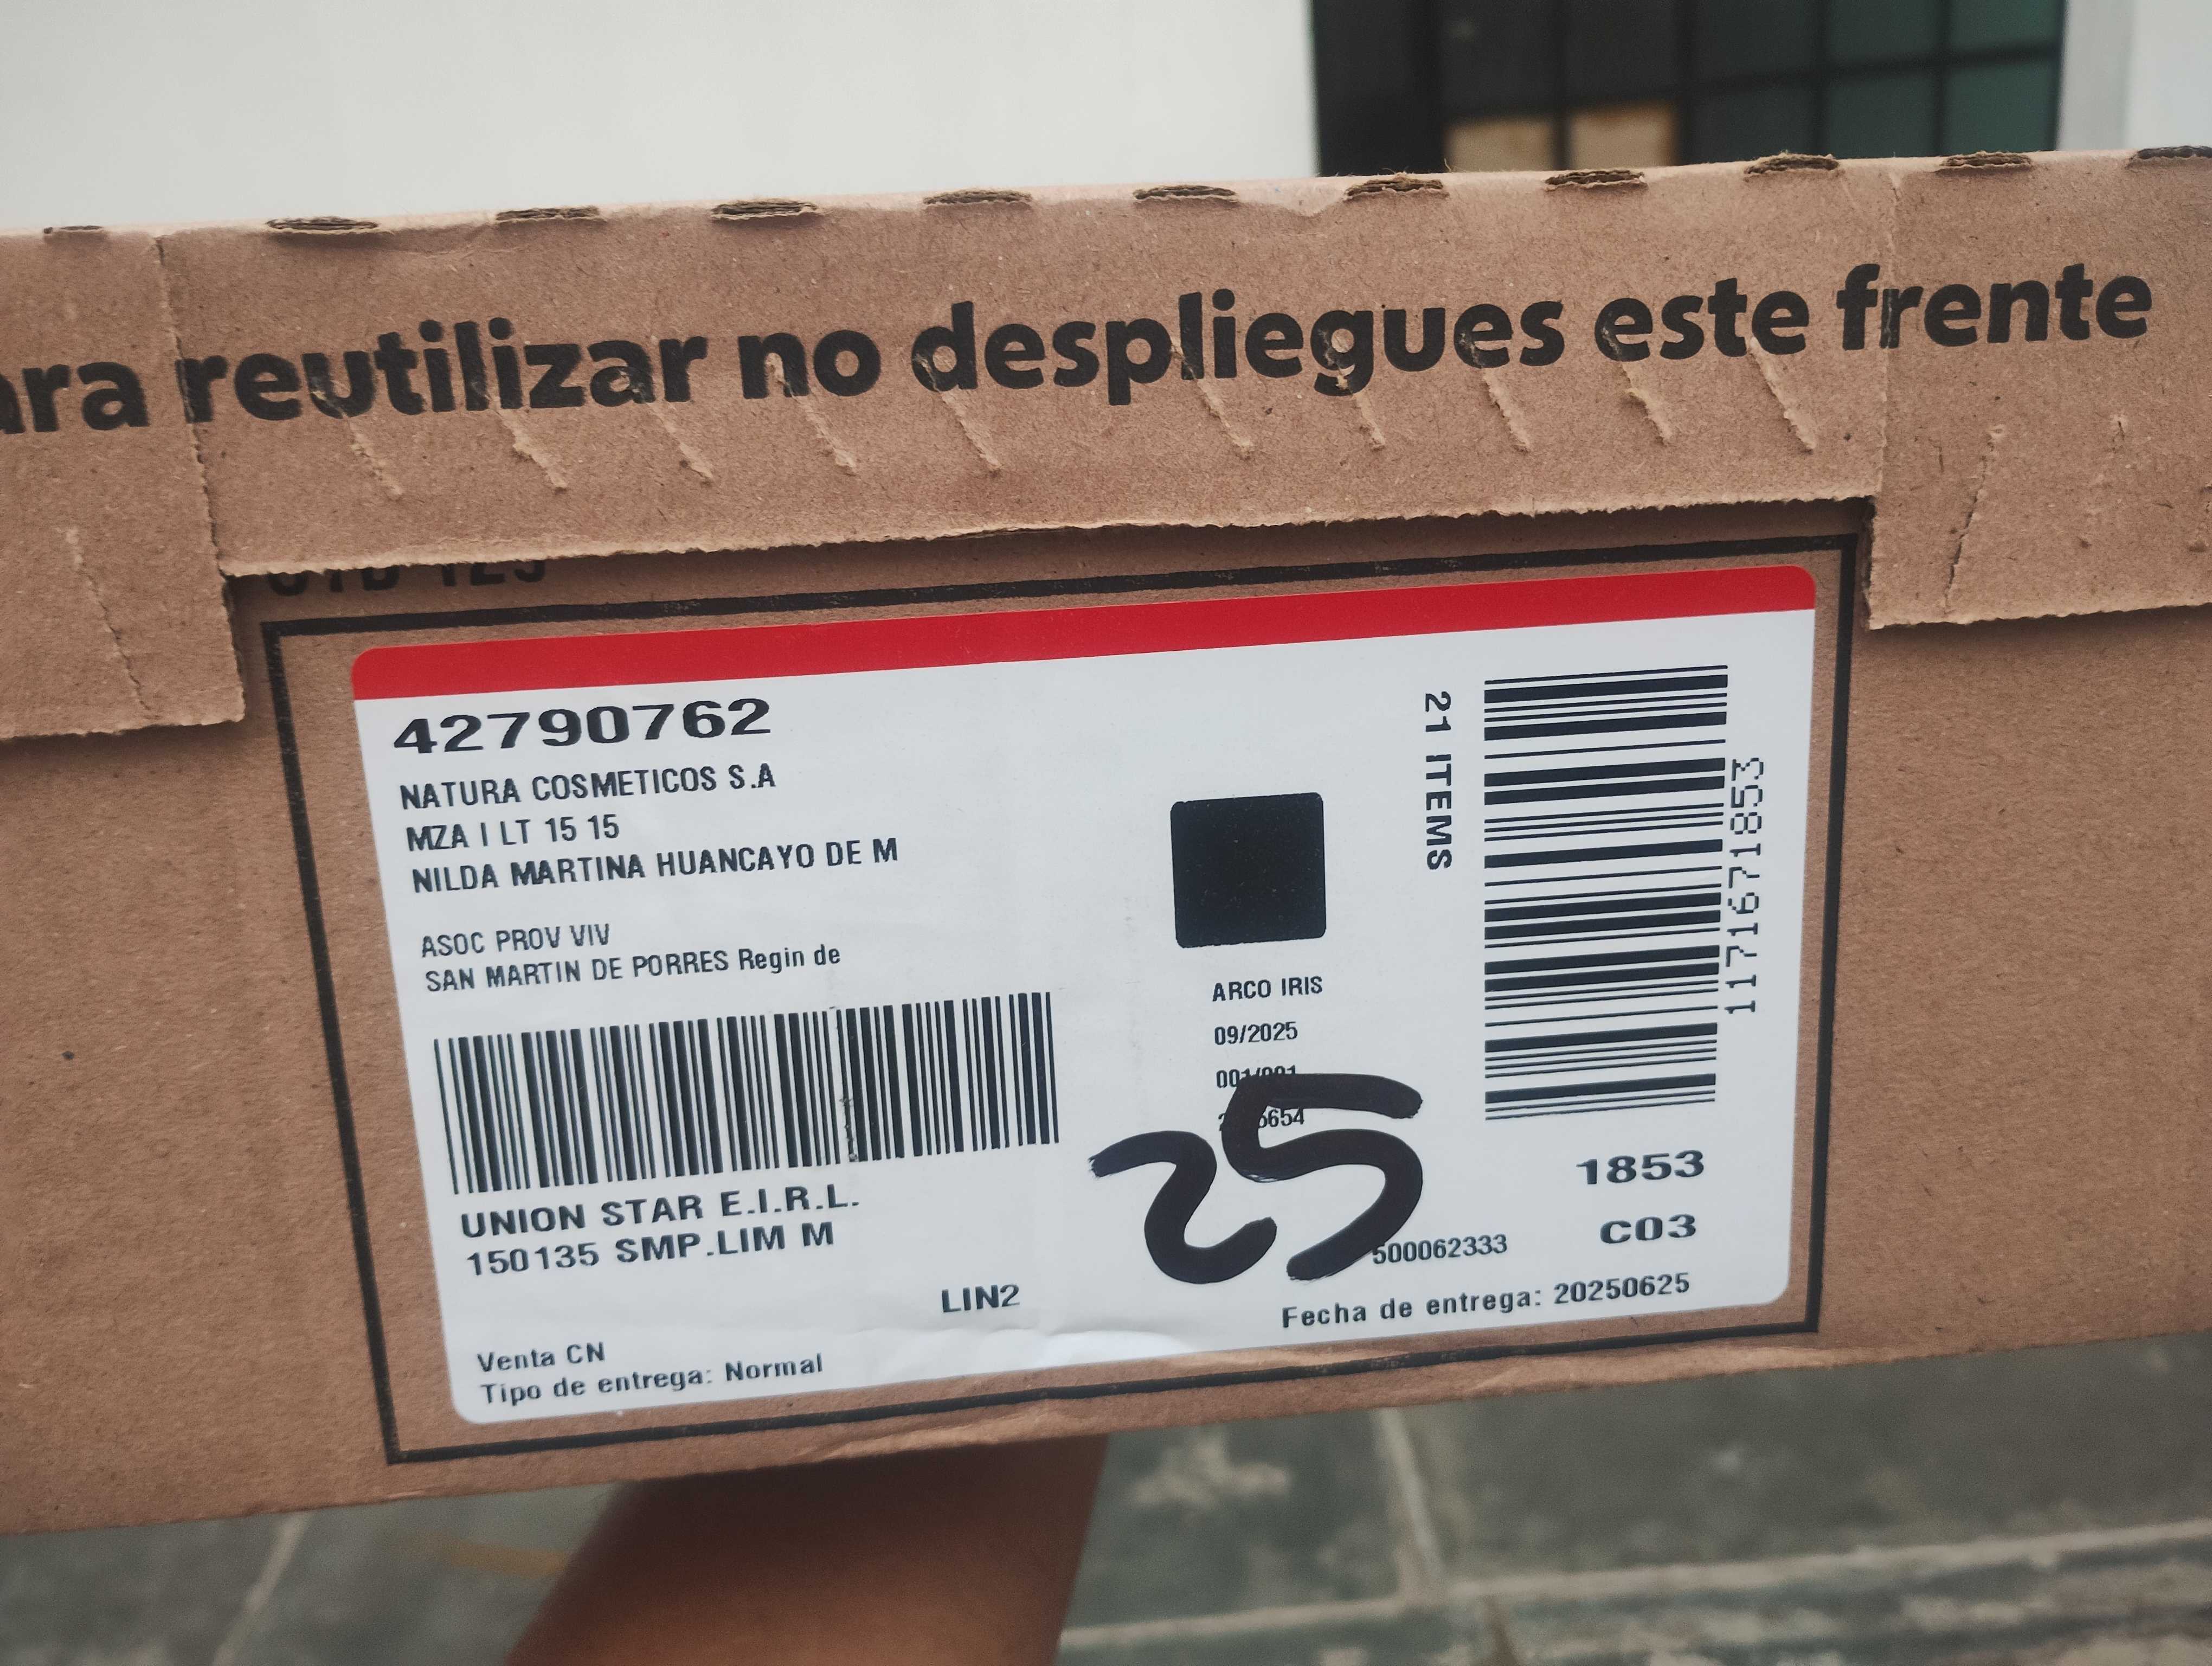 reutilizar no despliegues este frente
42790762
NATURA COSMETICOS S.A
MZA I LT 15 15
NILDA MARTINA HUANCAYO DE M
ASOC PROV VIV
SAN MARTIN DE PORRES Regin de
UNION STAR E.I.R.L.
150135 SMP.LIM M
LIN2
Venta CN
Tipo de entrega: Normal
ARCO IRIS
09/2025
25
21 ITEMS
11716718​53
1853
C03
500062333
Fecha de entrega: 20250625